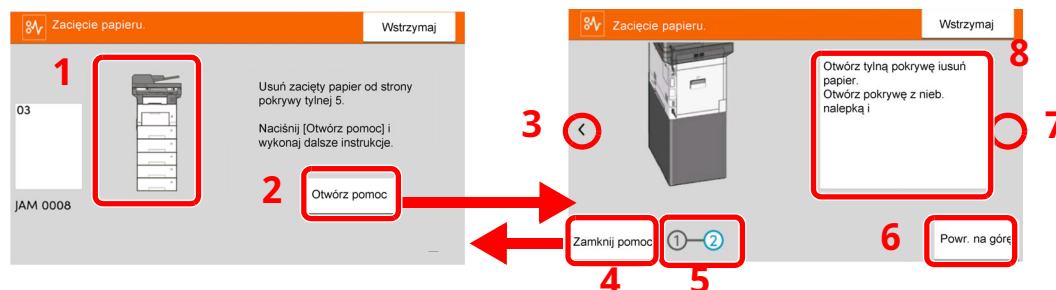 Zacięcie papieru.
Wstrzymaj
1
03
JAM 0008
Usuń zacięty papier od strony
pokrywy tylnej 5.
Naciśnij [Otwórz pomoc] i
wykonaj dalsze instrukcje.
2
Otwórz pomoc
Zacięcie papieru.
Wstrzymaj
8
Otwórz tylną pokrywę iusuń
papier.
Otwórz pokrywę z nieb.
nalepką i
3
7
Zamknij pomoc
1
2
6
Powr. na górę
4
5